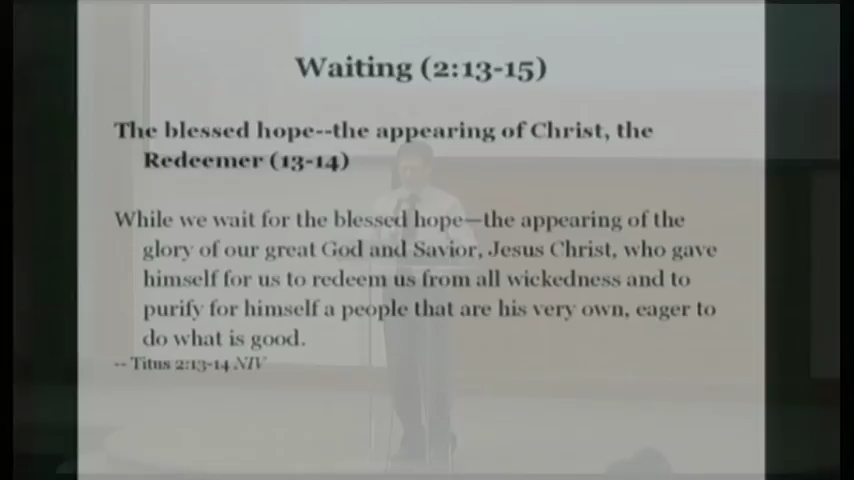 Waiting (2:13-15)
The blessed hope--the appearing of Christ, the
Redeemer (13-14)
While we wait for the blessed hope—the appearing of the
glory of our great God and Savior, Jesus Christ, who gave
himself for us to redeem us from all wickedness and to
purify for himself a people that are his very own, eager to
do what is good.
-- Titus 2:13-14 NIV